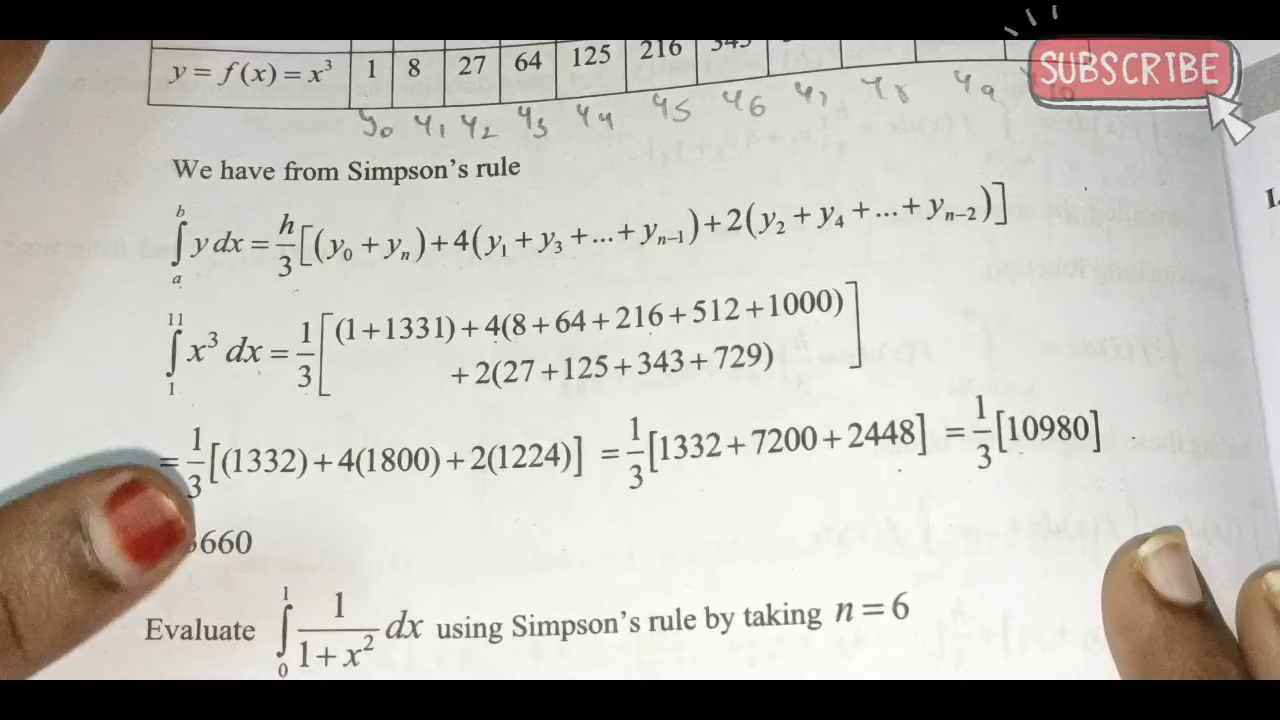 y = f(x) = x³ 1 8 27 64 125 216 343
SUBSCRIBE
y₀ y₁ y₂ y₃ y₄ y₅ y₆ y₇ y₈ y₉
We have from Simpson's rule
∫ₐᵇ y dx = h/3 [(y₀ + yₙ) + 4(y₁ + y₃ + ... + yₙ₋₁) + 2(y₂ + y₄ + ... + yₙ₋₂)]
∫₁¹¹ x³ dx = 1/3 [(1 + 1331) + 4(8 + 64 + 216 + 512 + 1000)
+ 2(27 + 125 + 343 + 729)]
= 1/3 [(1332) + 4(1800) + 2(1224)] = 1/3 [1332 + 7200 + 2448] = 1/3 [10980]
660
Evaluate ∫₀¹ 1/(1 + x²) dx using Simpson's rule by taking n = 6